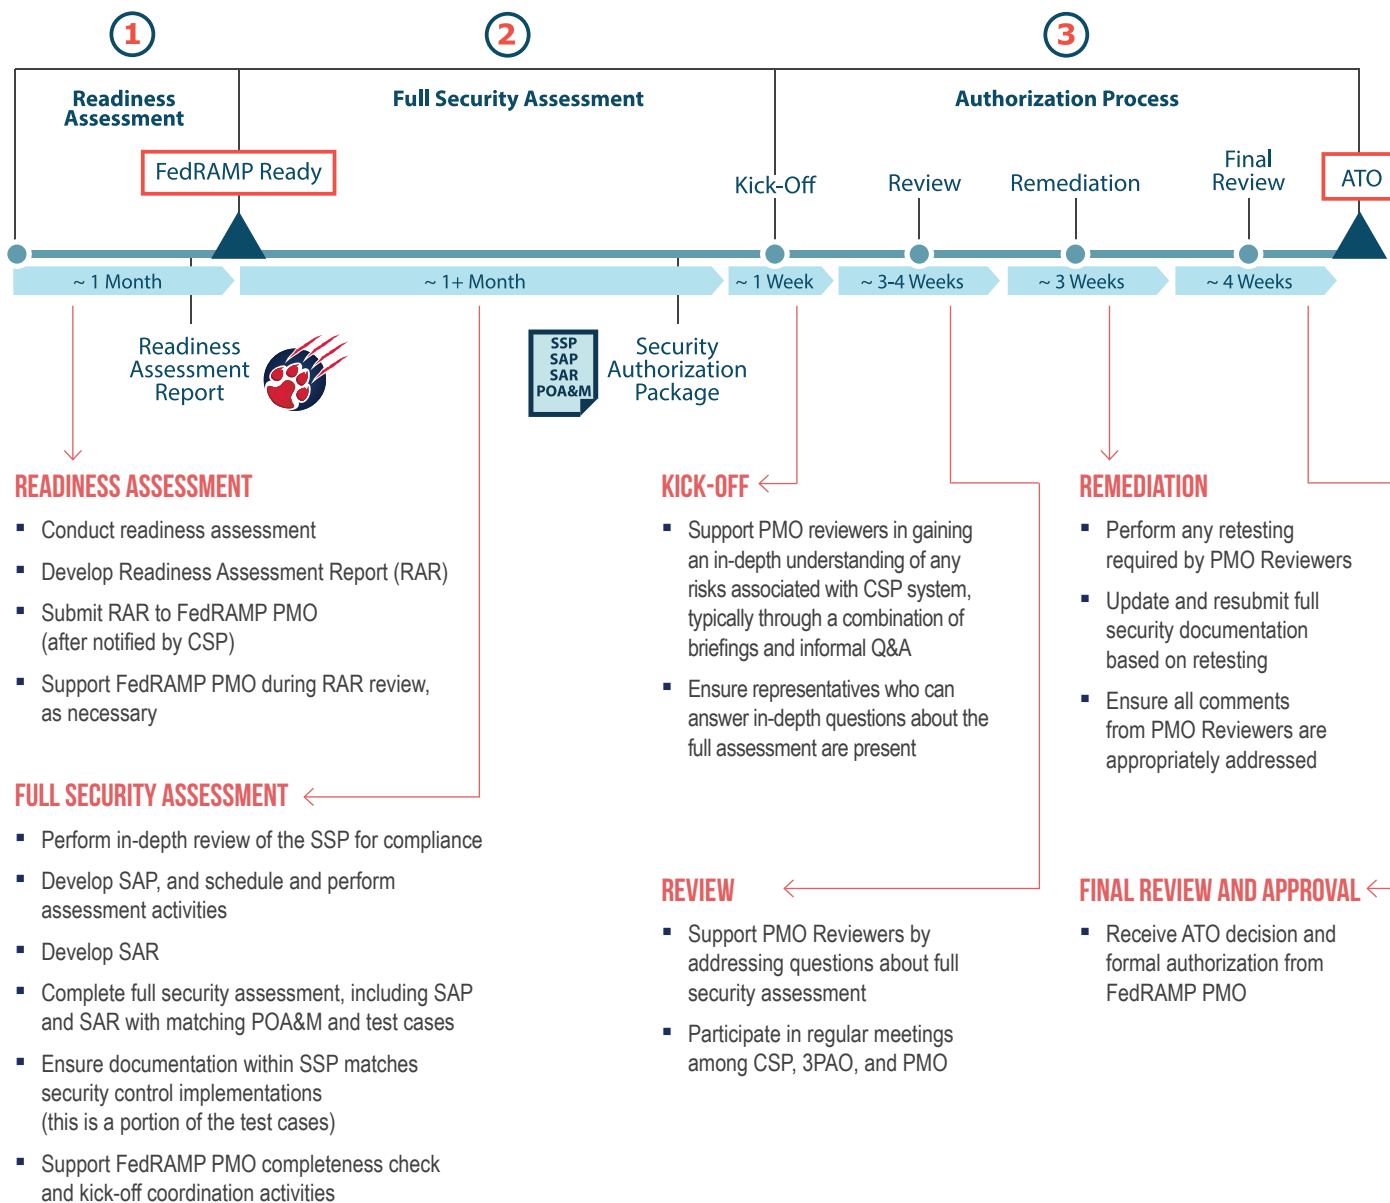 1
2
3
Readiness
Assessment
Full Security Assessment
Authorization Process
FedRAMP Ready
Kick-Off
Review
Remediation
Final
Review
ATO
~ 1 Month
~ 1+ Month
~ 1 Week
~ 3-4 Weeks
~ 3 Weeks
~ 4 Weeks
Readiness
Assessment
Report
SSP
SAP
SAR
POA&M
Security
Authorization
Package
READINESS ASSESSMENT
▪ Conduct readiness assessment
▪ Develop Readiness Assessment Report (RAR)
▪ Submit RAR to FedRAMP PMO
(after notified by CSP)
▪ Support FedRAMP PMO during RAR review,
as necessary
FULL SECURITY ASSESSMENT
▪ Perform in-depth review of the SSP for compliance
▪ Develop SAP, and schedule and perform
assessment activities
▪ Develop SAR
▪ Complete full security assessment, including SAP
and SAR with matching POA&M and test cases
▪ Ensure documentation within SSP matches
security control implementations
(this is a portion of the test cases)
▪ Support FedRAMP PMO completeness check
and kick-off coordination activities
KICK-OFF
▪ Support PMO reviewers in gaining
an in-depth understanding of any
risks associated with CSP system,
typically through a combination of
briefings and informal Q&A
▪ Ensure representatives who can
answer in-depth questions about the
full assessment are present
REVIEW
▪ Support PMO Reviewers by
addressing questions about full
security assessment
▪ Participate in regular meetings
among CSP, 3PAO, and PMO
REMEDIATION
▪ Perform any retesting
required by PMO Reviewers
▪ Update and resubmit full
security documentation
based on retesting
▪ Ensure all comments
from PMO Reviewers are
appropriately addressed
FINAL REVIEW AND APPROVAL
▪ Receive ATO decision and
formal authorization from
FedRAMP PMO